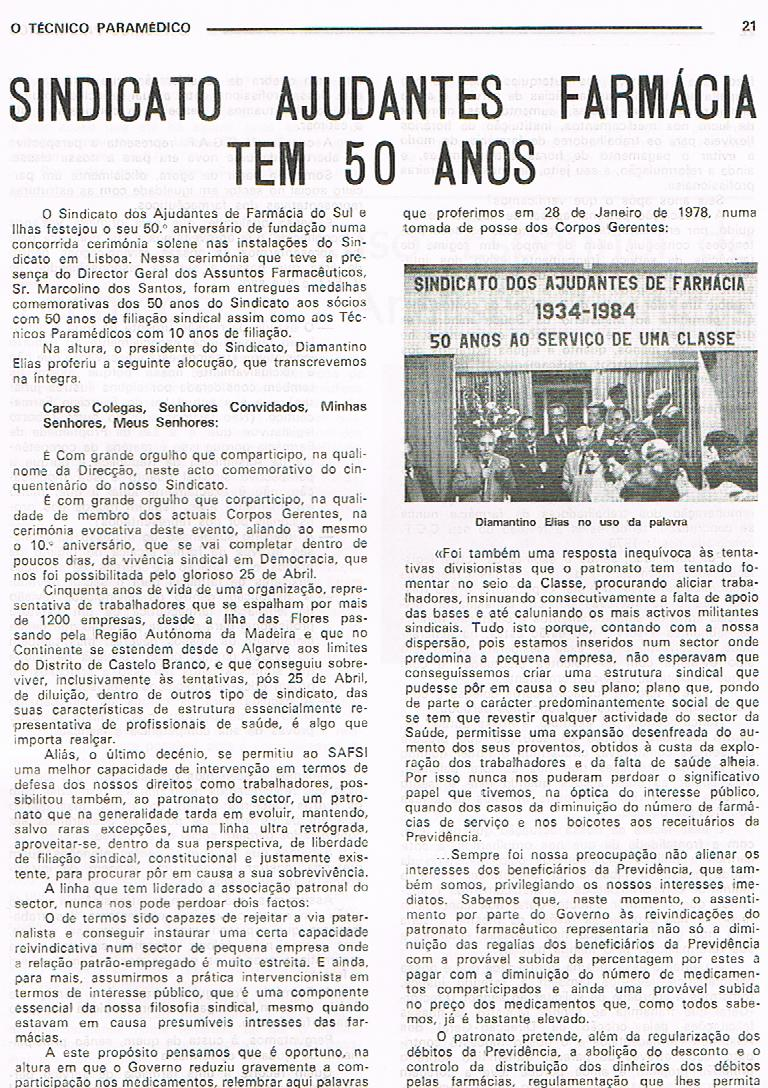 O TÉCNICO PARAMÉDICO
21
SINDICATO AJUDANTES FARMÁCIA
TEM 50 ANOS
O Sindicato dos Ajudantes de Farmácia do Sul e
Ilhas festejou o seu 50.º aniversário de fundação numa
concorrida cerimónia solene nas instalações do Sin-
dicato em Lisboa. Nessa cerimónia que teve a pre-
sença do Director Geral dos Assuntos Farmacêuticos,
Sr. Marcolino dos Santos, foram entregues medalhas
comemorativas dos 50 anos do Sindicato aos sócios
com 50 anos de filiação sindical assim como aos Téc-
nicos Paramédicos com 10 anos de filiação.
Na altura, o presidente do Sindicato, Diamantino
Elias proferiu a seguinte alocução, que transcrevemos
na íntegra.
Caros Colegas, Senhores Convidados, Minhas
Senhores, Meus Senhores:
É Com grande orgulho que comparticipo, na quali-
nome da Direcção, neste acto comemorativo do cin-
quentenário do nosso Sindicato.
É com grande orgulho que corparticipo, na quali-
dade de membro dos actuais Corpos Gerentes, na
cerimónia evocativa deste evento, aliando ao mesmo
o 10.º aniversário, que se vai completar dentro de
poucos dias, da vivência sindical em Democracia, que
nos foi possibilitada pelo glorioso 25 de Abril.
Cinquenta anos de vida de uma organização, repre-
sentativa de trabalhadores que se espalham por mais
de 1200 empresas, desde a Ilha das Flores pas-
sando pela Região Autónoma da Madeira e que no
Continente se estendem desde o Algarve aos limites
do Distrito de Castelo Branco, e que conseguiu sobre-
viver, inclusivamente às tentativas, pós 25 de Abril,
de diluição, dentro de outros tipo de sindicato, das
suas características de estrutura essencialmente re-
presentativa de profissionais de saúde, é algo que
importa realçar.
Aliás, o último decénio, se permitiu ao SAFSI
uma melhor capacidade de intervenção em termos de
defesa dos nossos direitos como trabalhadores, pos-
sibilitou também, ao patronato do sector, um patro-
nato que na generalidade tarda em evoluir, mantendo,
salvo raras excepções, uma linha ultra retrógrada,
aproveitar-se, dentro da sua perspectiva, de liberdade
de filiação sindical, constitucional e justamente exis-
tente, para procurar pôr em causa a sua sobrevivência.
A linha que tem liderado a associação patronal do
sector, nunca nos pode perdoar dois factos:
O de termos sido capazes de rejeitar a via pater-
nalista e conseguir instaurar uma certa capacidade
reivindicativa num sector de pequena empresa onde
a relação patrão-empregado é muito estreita. E ainda,
para mais, assumirmos a prática intervencionista em
termos de interesse público, que é uma componente
essencial da nossa filosofia sindical, mesmo quando
estavam em causa presumíveis intresses das far-
mácias.
A este propósito pensamos que é oportuno, na
altura em que o Governo reduziu gravemente a com-
participação nos medicamentos, relembrar aqui palavras
que proferimos em 28 de Janeiro de 1978, numa
tomada de posse dos Corpos Gerentes:
SINDICATO DOS AJUDANTES DE FARMÁCIA
1934-1984
50 ANOS AO SERVICO DE UMA CLASSE
Diamantino Elias no uso da palavra
«Foi também uma resposta inequívoca às tenta-
tivas divisionistas que o patronato tem tentado fo-
mentar no seio da Classe, procurando aliciar traba-
lhadores, insinuando consecutivamente a falta de apoio
das bases e até caluniando os mais activos militantes
sindicais. Tudo isto porque, contando com a nossa
dispersão, pois estamos inseridos num sector onde
predomina a pequena empresa, não esperavam que
conseguíssemos criar uma estrutura sindical que
pudesse pôr em causa o seu plano; plano que, pondo
de parte o carácter predominantemente social de que
se tem que revestir qualquer actividade do sector da
Saúde, permitisse uma expansão desenfreada do au-
mento dos seus proventos, obtidos à custa da explo-
ração dos trabalhadores e da falta de saúde alheia.
Por isso nunca nos puderam perdoar o significativo
papel que tivemos, na óptica do interesse público,
quando dos casos da diminuição do número de farmá-
cias de serviço e nos boicotes aos receituários da
Previdência.
...Sempre foi nossa preocupação não alienar os
interesses dos beneficiários da Previdência, que tam-
bém somos, privilegiando os nossos interesses ime-
diatos. Sabemos que, neste momento, o assenti-
mento por parte do Governo às reivindicações do
patronato farmacêutico representaria não só a dimi-
nuição das regalias dos beneficiários da Previdência
com a provável subida da percentagem por estes a
pagar com a diminuição do número de medicamen-
tos comparticipados e ainda uma provável subida
no preço dos medicamentos que, como todos sabe-
mos, já é bastante elevado.
O patronato pretende, além da regularização dos
débitos da Previdência, a abolição do desconto e o
controlo da distribuição dos dinheiros dos débitos
pelas farmácias, regulamentação que lhes permita